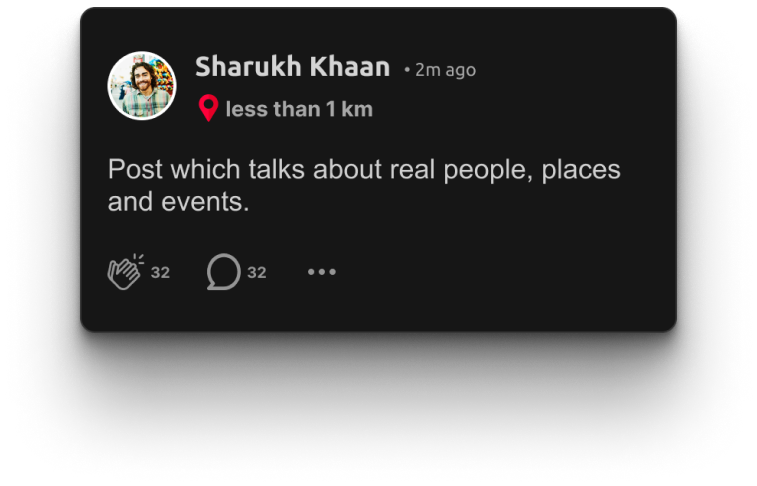 Sharukh Khaan • 2m ago
less than 1 km
Post which talks about real people, places
and events.
32 32